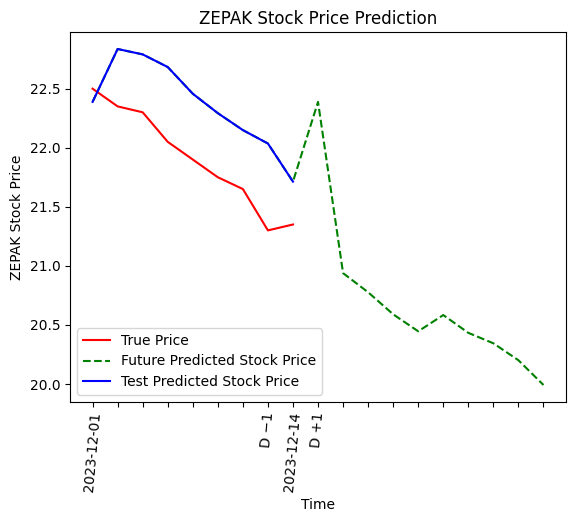 ZEPAK Stock Price Prediction
ZEPAK Stock Price
22.5
22.0
21.5
21.0
20.5
20.0
True Price
Future Predicted Stock Price
Test Predicted Stock Price
2023-12-01
D −1
2023-12-14
D +1
Time